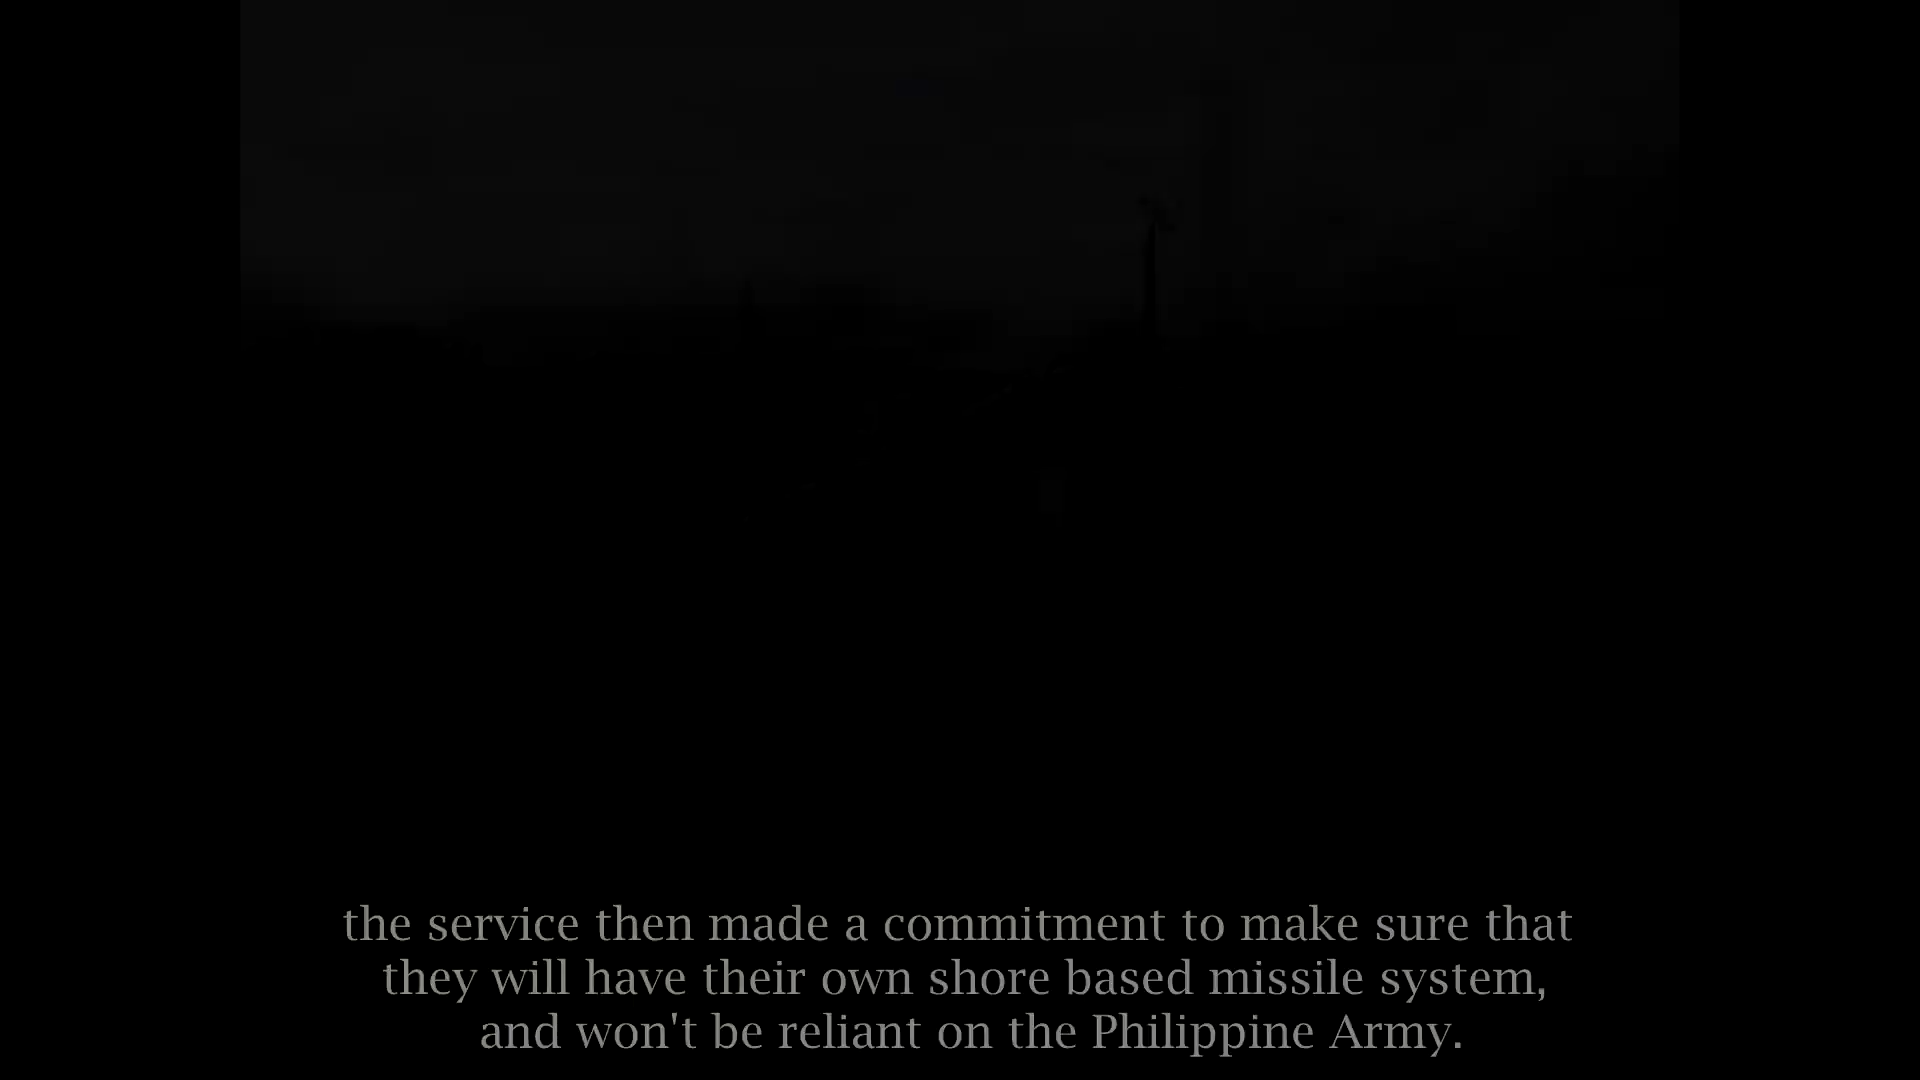 the service then made a commitment to make sure that
they will have their own shore based missile system,
and won't be reliant on the Philippine Army.